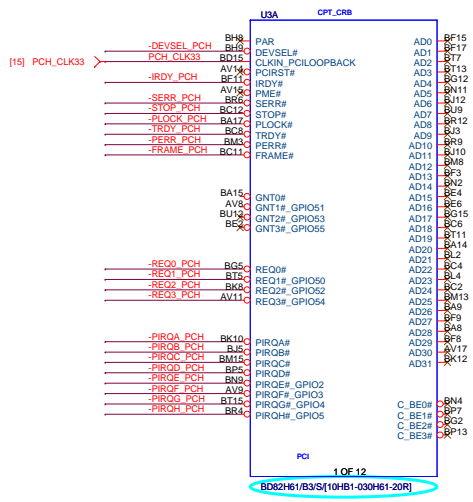 U3A CPT_CRB
BH8 PAR AD0 BF15
-DEVSEL_PCH BH9 DEVSEL# AD1 BF17
[15] PCH_CLK33 PCH_CLK33 BD15 CLKIN_PCILOOPBACK AD2 BT7
AV14 PCIRST# AD3 BT13
-IRDY_PCH BF11 IRDY# AD4 BG12
AV15 PME# AD5 BN11
-SERR_PCH BR6 SERR# AD6 BJ12
-STOP_PCH BC12 STOP# AD7 BU9
-PLOCK_PCH BA17 PLOCK# AD8 BR12
-TRDY_PCH BC8 TRDY# AD9 BJ3
-PERR_PCH BM3 PERR# AD10 BR9
-FRAME_PCH BC11 FRAME# AD11 BJ10
AD12 BM8
AD13 BF3
AD14 BN2
BA15 GNT0# AD15 BE4
AV8 GNT1#_GPIO51 AD16 BE6
BU12 GNT2#_GPIO53 AD17 BG15
BE2 GNT3#_GPIO55 AD18 BC6
AD19 BT11
AD20 BA14
AD21 BL2
-REQ0_PCH BG5 REQ0# AD22 BC4
-REQ1_PCH BT5 REQ1#_GPIO50 AD23 BL4
-REQ2_PCH BK8 REQ2#_GPIO52 AD24 BC2
-REQ3_PCH AV11 REQ3#_GPIO54 AD25 BM13
AD26 BA9
AD27 BF9
AD28 BA8
-PIRQA_PCH BK10 PIRQA# AD29 BF8
-PIRQB_PCH BJ5 PIRQB# AD30 AV17
-PIRQC_PCH BM15 PIRQC# AD31 BK12
-PIRQD_PCH BP5 PIRQD#
-PIRQE_PCH BN9 PIRQE#_GPIO2
-PIRQF_PCH AV9 PIRQF#_GPIO3
-PIRQG_PCH BT15 PIRQG#_GPIO4 C_BE0# BN4
-PIRQH_PCH BR4 PIRQH#_GPIO5 C_BE1# BP7
C_BE2# BG2
C_BE3# BP13
PCI
1 OF 12
BD82H61/B3/S/[10HB1-030H61-20R]